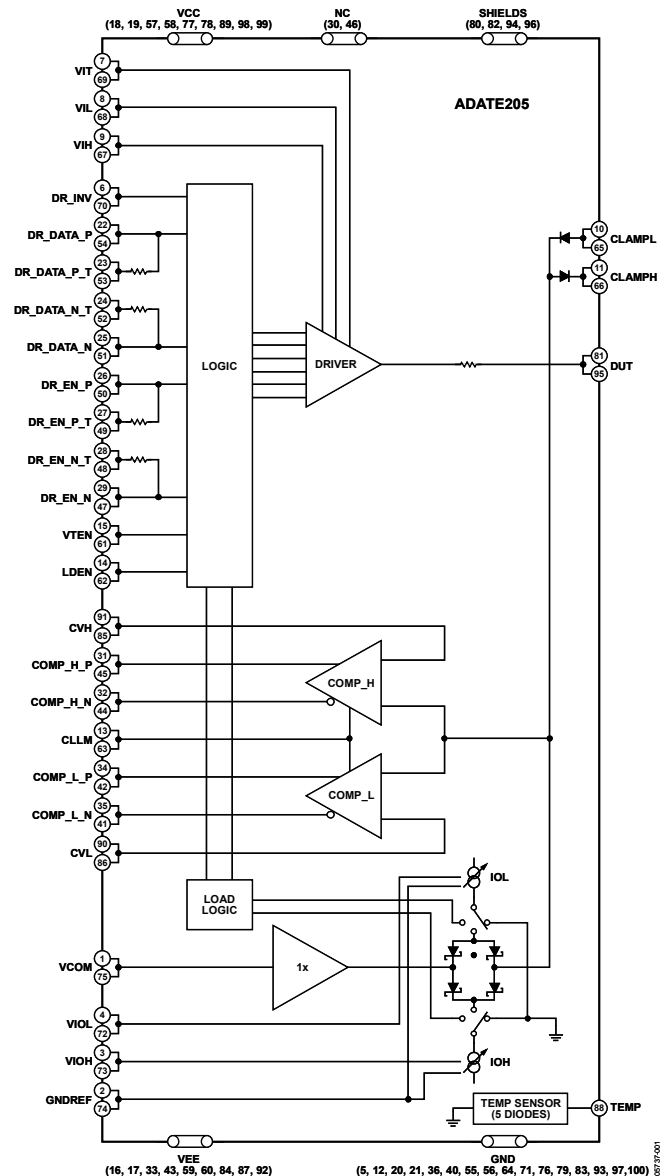 VCC
(18, 19, 57, 58, 77, 78, 89, 98, 99)
NC
(30, 46)
SHIELDS
(80, 82, 94, 96)
ADATE205
VIT
7
69
VIL
8
68
VIH
9
67
DR_INV
6
70
DR_DATA_P
22
54
DR_DATA_P_T
23
53
DR_DATA_N_T
24
52
DR_DATA_N
25
51
DR_EN_P
26
50
DR_EN_P_T
27
49
DR_EN_N_T
28
48
DR_EN_N
29
47
VTEN
15
61
LDEN
14
62
LOGIC
DRIVER
10
65
CLAMPL
11
66
CLAMPH
81
95
DUT
CVH
91
85
COMP_H_P
31
45
COMP_H_N
32
44
CLLM
13
63
COMP_L_P
34
42
COMP_L_N
35
41
CVL
90
86
COMP_H
COMP_L
LOAD
LOGIC
IOL
VCOM
1
75
1x
VIOL
4
72
VIOH
3
73
GNDREF
2
74
IOH
TEMP SENSOR
(5 DIODES)
88
TEMP
VEE
(16, 17, 33, 43, 59, 60, 84, 87, 92)
GND
(5, 12, 20, 21, 36, 40, 55, 56, 64, 71, 76, 79, 83, 93, 97,100)
05737-001